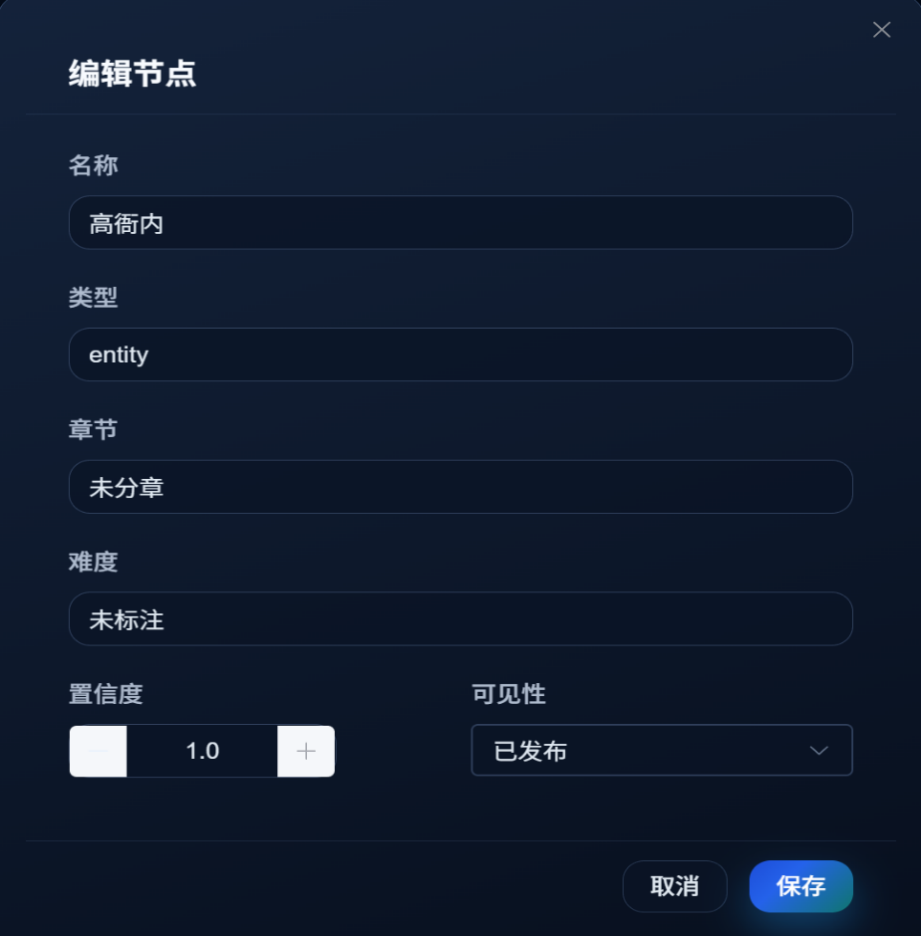 编辑节点
名称
高衙内
类型
entity
章节
未分章
难度
未标注
置信度
可见性
1.0
已发布
取消
保存